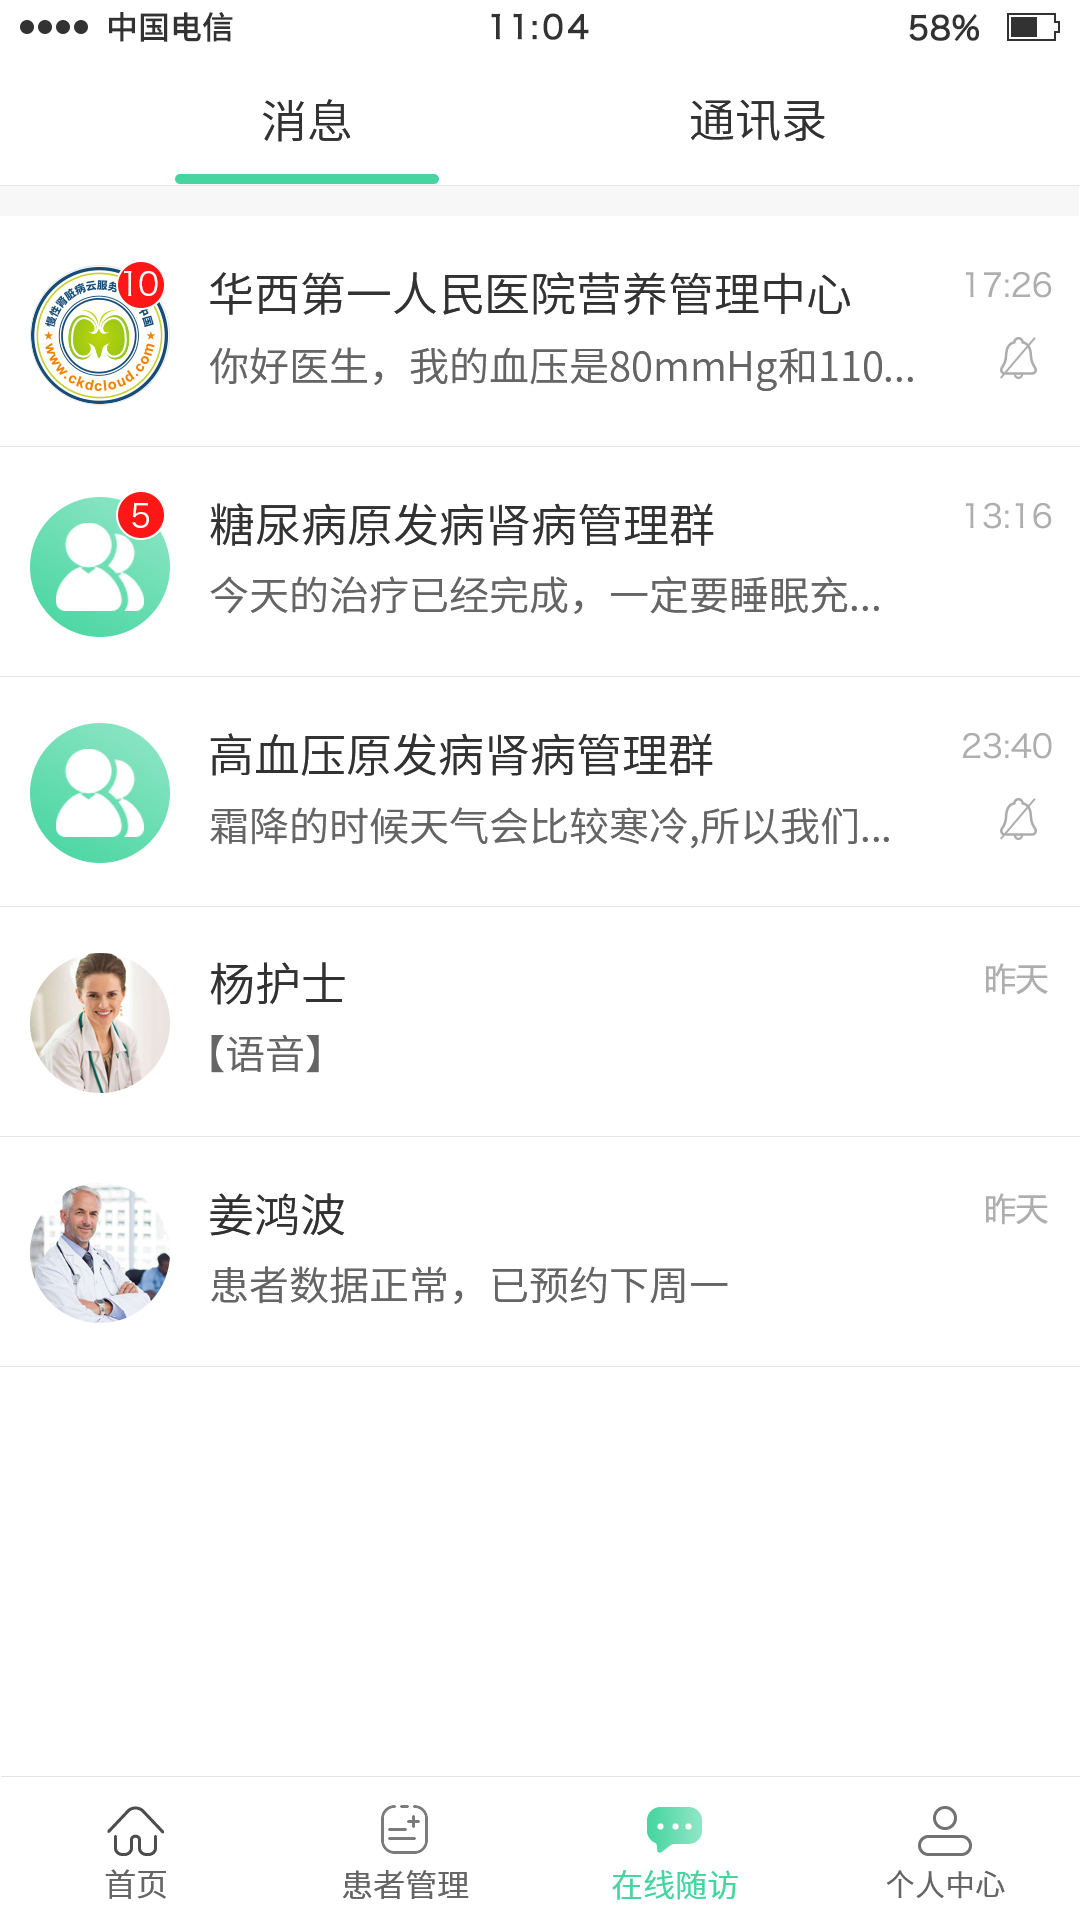 中国电信
11:04
58%
消息
通讯录
10
慢性肾脏病云服务
中国
www.ckdcloud.com
华西第一人民医院营养管理中心
17:26
你好医生，我的血压是80mmHg和110...
5
糖尿病原发病肾病管理群
13:16
今天的治疗已经完成，一定要睡眠充...
高血压原发病肾病管理群
23:40
霜降的时候天气会比较寒冷,所以我们...
杨护士
昨天
【语音】
姜鸿波
昨天
患者数据正常，已预约下周一
首页
患者管理
在线随访
个人中心